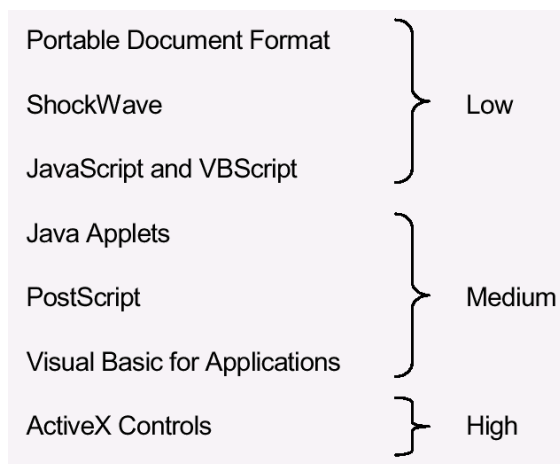 Portable Document Format
ShockWave
Low
JavaScript and VBScript
Java Applets
PostScript
Medium
Visual Basic for Applications
ActiveX Controls
High